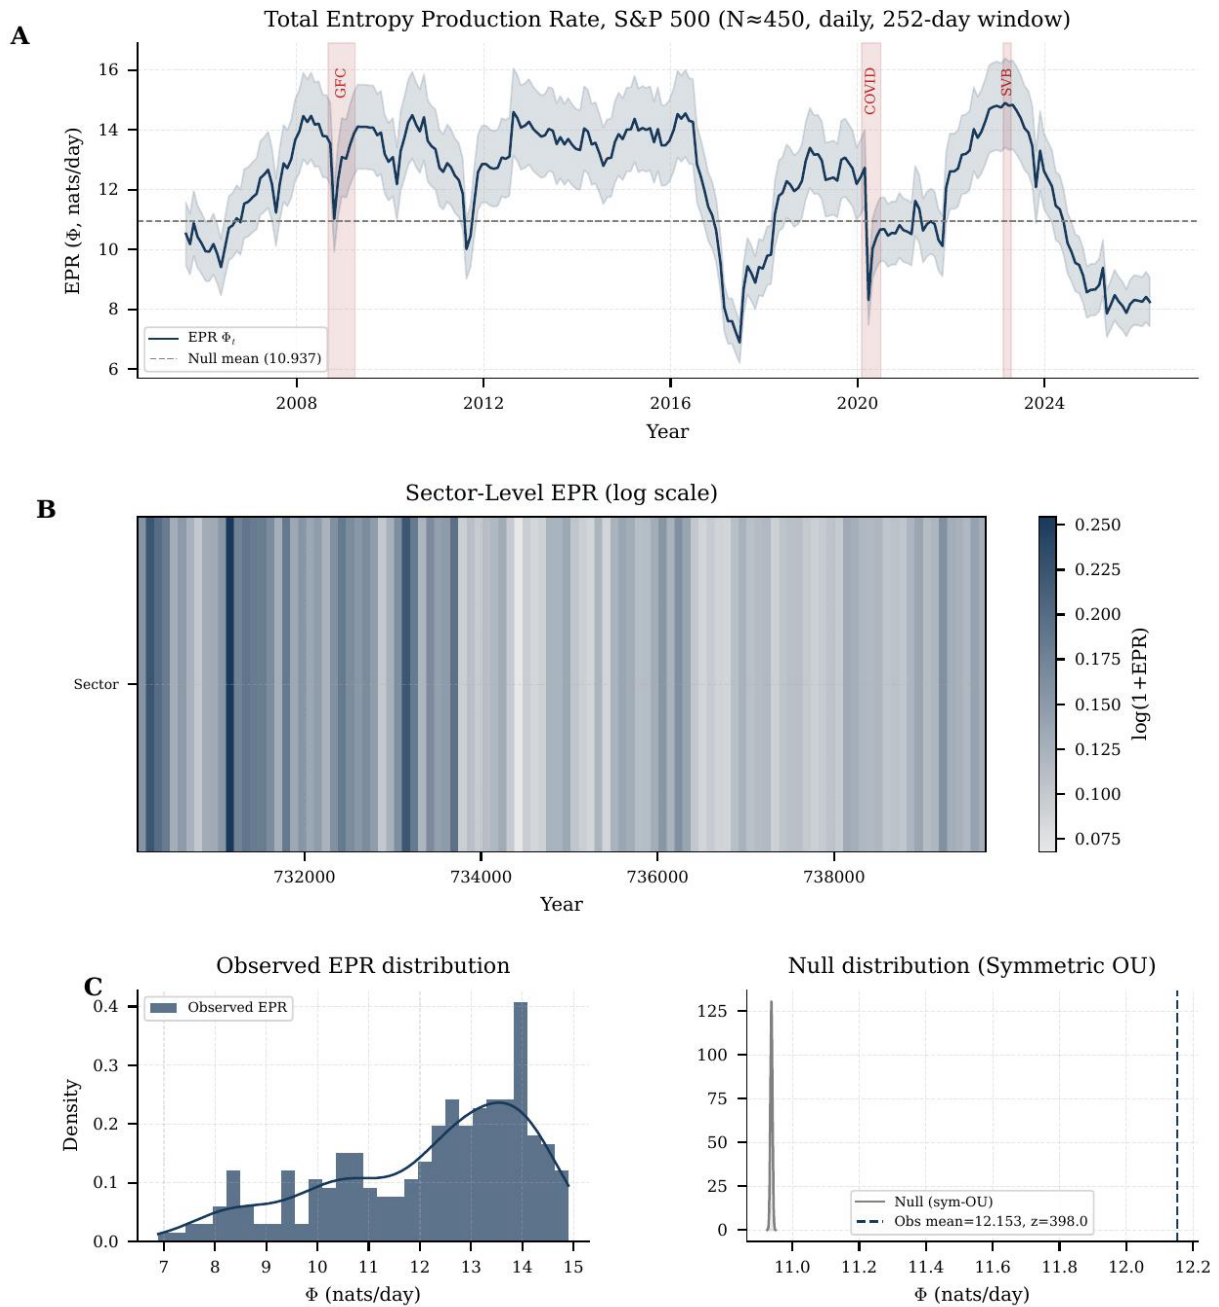 A
Total Entropy Production Rate, S&P 500 (N≈450, daily, 252-day window)
EPR (Φ, nats/day)
16
14
12
10
8
6
GFC
COVID
SVB
EPR Φt
Null mean (10.937)
2008
2012
2016
2020
2024
Year
B
Sector-Level EPR (log scale)
Sector
732000
734000
736000
738000
Year
0.250
0.225
0.200
0.175
0.150
0.125
0.100
0.075
log(1+EPR)
C
Observed EPR distribution
Observed EPR
Density
0.4
0.3
0.2
0.1
0.0
7
8
9
10
11
12
13
14
15
Φ (nats/day)
Null distribution (Symmetric OU)
125
100
75
50
25
0
Null (sym-OU)
Obs mean=12.153, z=398.0
11.0
11.2
11.4
11.6
11.8
12.0
12.2
Φ (nats/day)